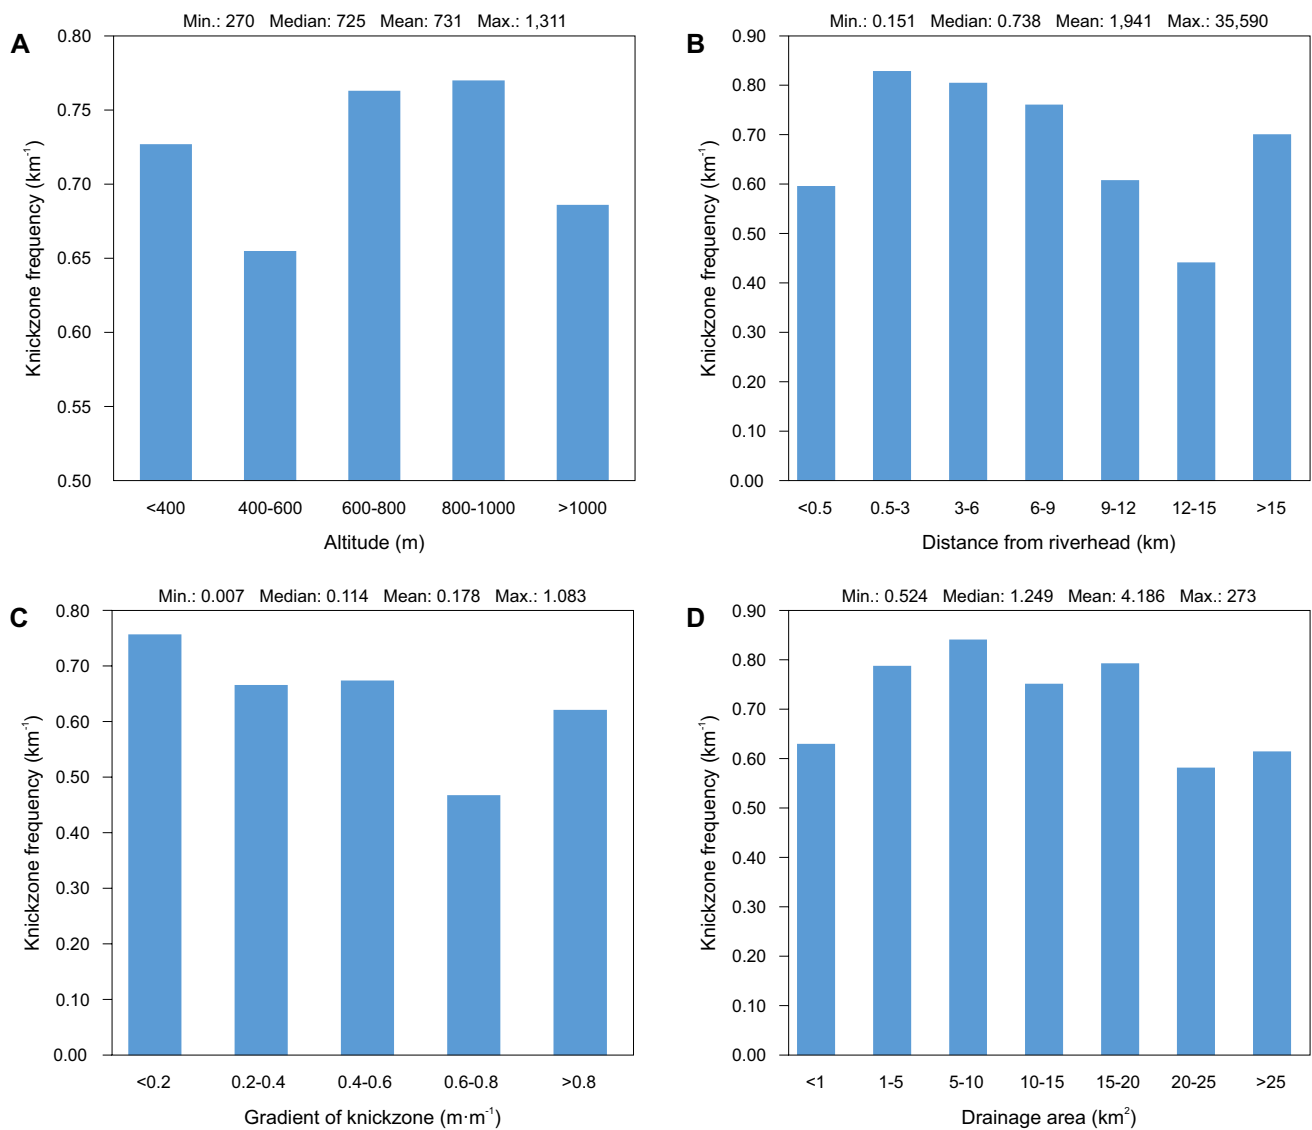 Min.: 270 Median: 725 Mean: 731 Max.: 1,311
A
0.80
0.75
0.70
0.65
0.60
0.55
0.50
Knickzone frequency (km⁻¹)
<400 400-600 600-800 800-1000 >1000
Altitude (m)
Min.: 0.151 Median: 0.738 Mean: 1,941 Max.: 35,590
B
0.90
0.80
0.70
0.60
0.50
0.40
0.30
0.20
0.10
0.00
Knickzone frequency (km⁻¹)
<0.5 0.5-3 3-6 6-9 9-12 12-15 >15
Distance from riverhead (km)
Min.: 0.007 Median: 0.114 Mean: 0.178 Max.: 1.083
C
0.80
0.70
0.60
0.50
0.40
0.30
0.20
0.10
0.00
Knickzone frequency (km⁻¹)
<0.2 0.2-0.4 0.4-0.6 0.6-0.8 >0.8
Gradient of knickzone (m·m⁻¹)
Min.: 0.524 Median: 1.249 Mean: 4.186 Max.: 273
D
0.90
0.80
0.70
0.60
0.50
0.40
0.30
0.20
0.10
0.00
Knickzone frequency (km⁻¹)
<1 1-5 5-10 10-15 15-20 20-25 >25
Drainage area (km²)